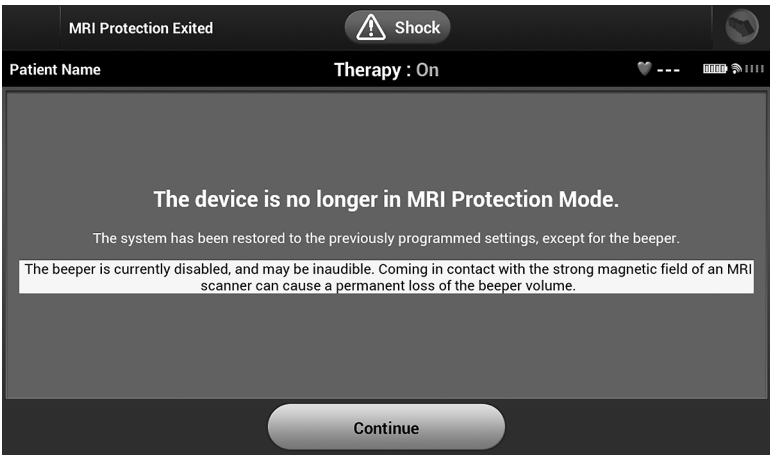 MRI Protection Exited
Shock
Patient Name
Therapy : On
---
The device is no longer in MRI Protection Mode.
The system has been restored to the previously programmed settings, except for the beeper.
The beeper is currently disabled, and may be inaudible. Coming in contact with the strong magnetic field of an MRI
scanner can cause a permanent loss of the beeper volume.
Continue